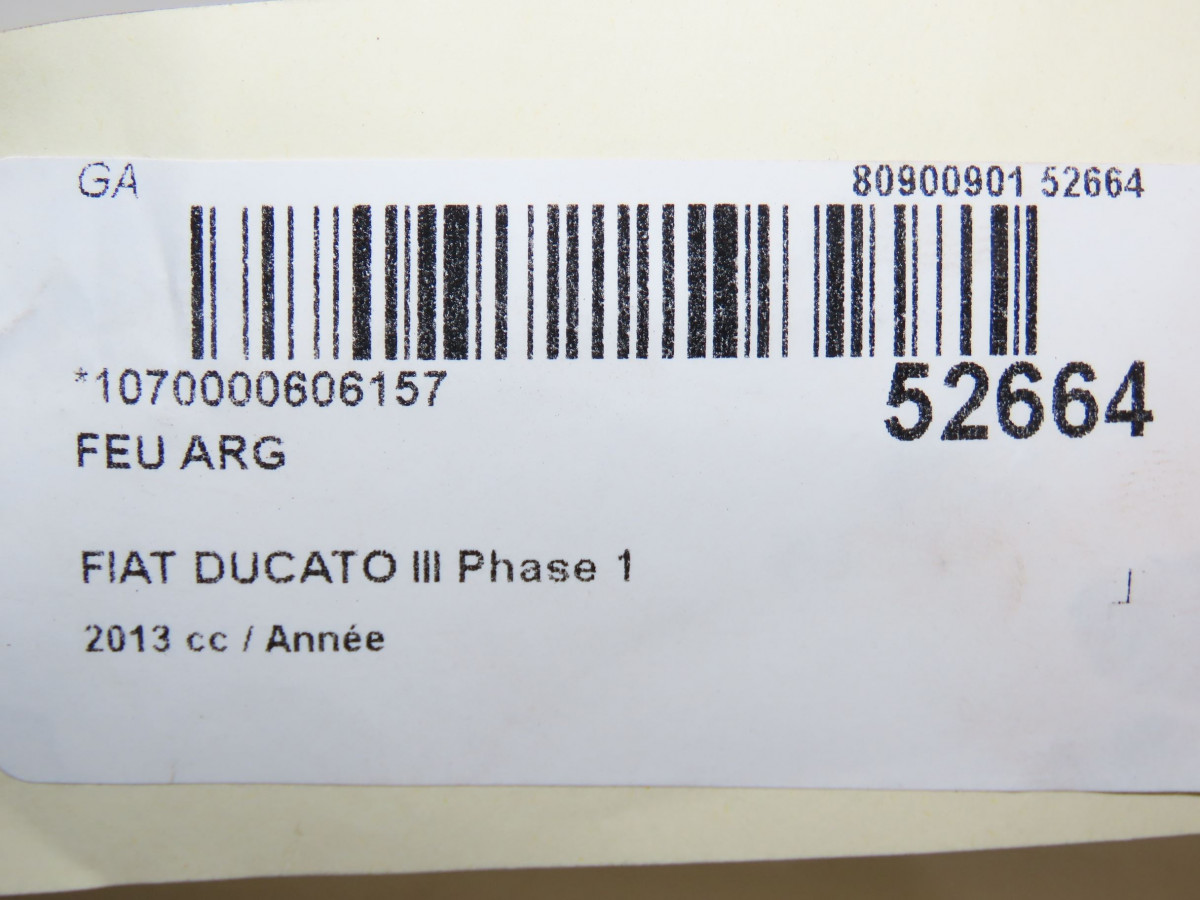 GA
80900901 52664
*1070000606157
52664
FEU ARG
FIAT DUCATO III Phase 1
2013 cc / Année